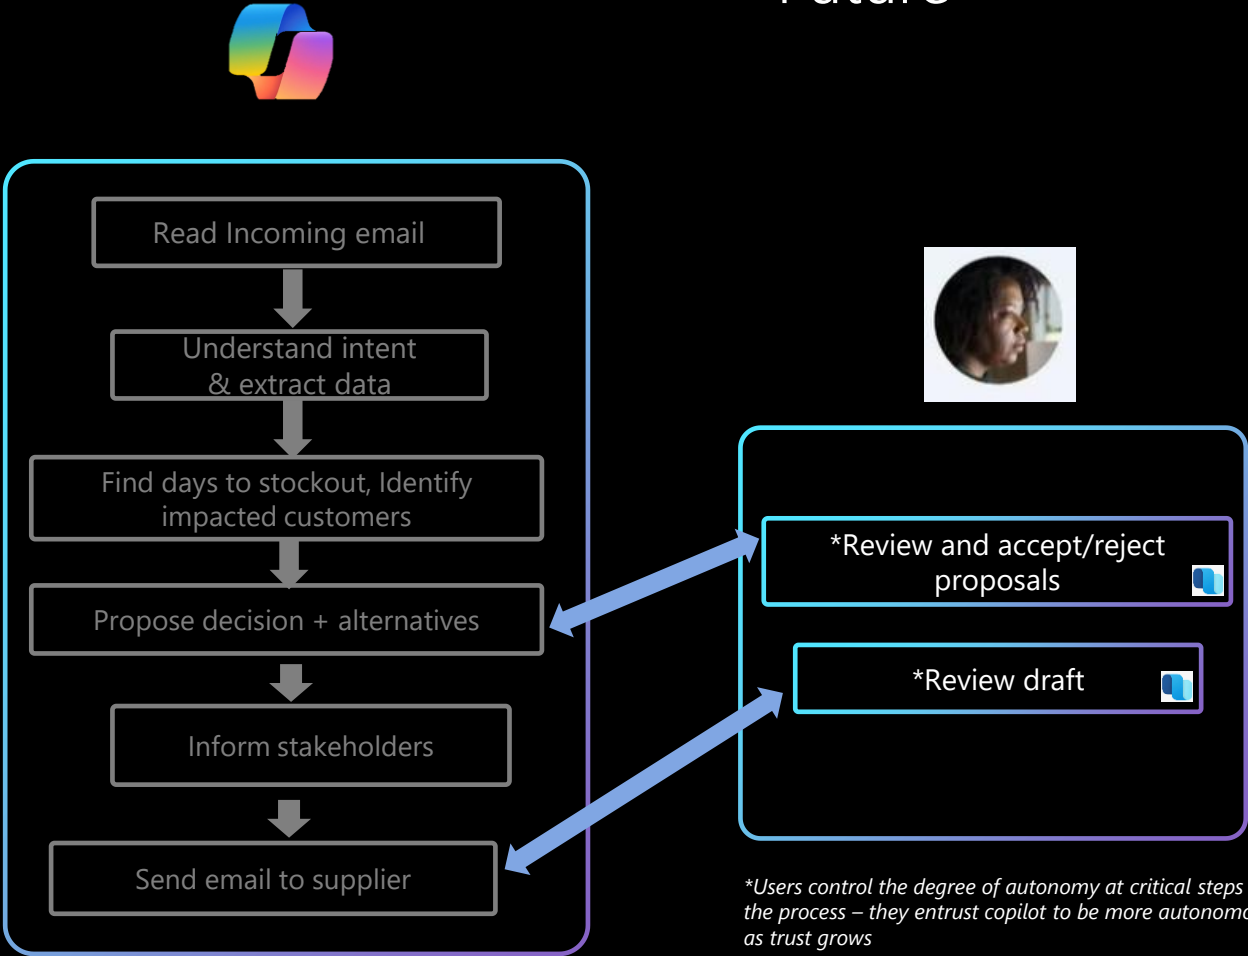 Future
Read Incoming email
Understand intent
& extract data
Find days to stockout, Identify
impacted customers
Propose decision + alternatives
Inform stakeholders
Send email to supplier
*Review and accept/reject
proposals
*Review draft
*Users control the degree of autonomy at critical steps
the process – they entrust copilot to be more autonomo
as trust grows